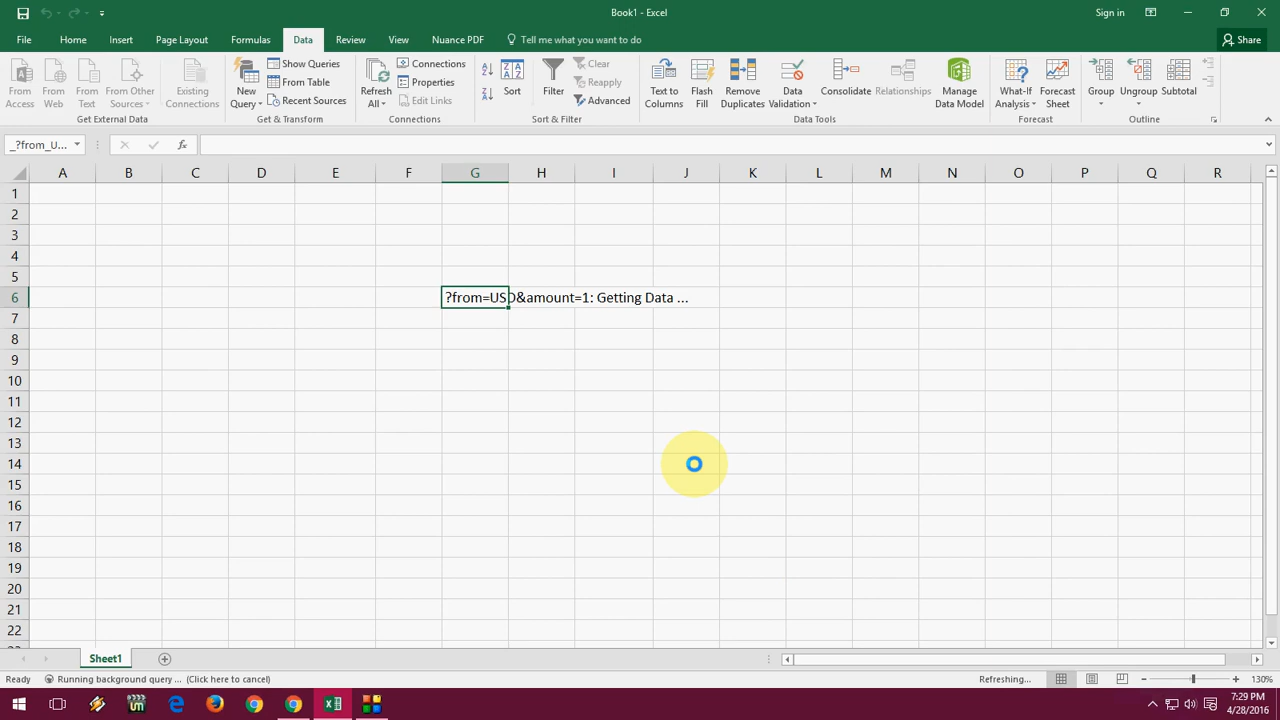 Book1 - Excel
Sign in
File Home Insert Page Layout Formulas Data Review View Nuance PDF Tell me what you want to do Share
From Access
From Web
From Text
From Other Sources
Existing Connections
Get External Data
New Query
Show Queries
From Table
Recent Sources
Get & Transform
Refresh All
Connections
Properties
Edit Links
Connections
Sort
Filter
Clear
Reapply
Advanced
Sort & Filter
Text to Columns
Flash Fill
Remove Duplicates
Data Validation
Consolidate
Relationships
Manage Data Model
Data Tools
What-If Analysis
Forecast Sheet
Forecast
Group
Ungroup
Subtotal
Outline
_?from_U...
fx
A B C D E F G H I J K L M N O P Q R
1
2
3
4
5
6 ?from=USD&amount=1: Getting Data ...
7
8
9
10
11
12
13
14
15
16
17
18
19
20
21
22
Sheet1
Ready Running background query ... (Click here to cancel) Refreshing... 130%
7:29 PM
4/28/2016